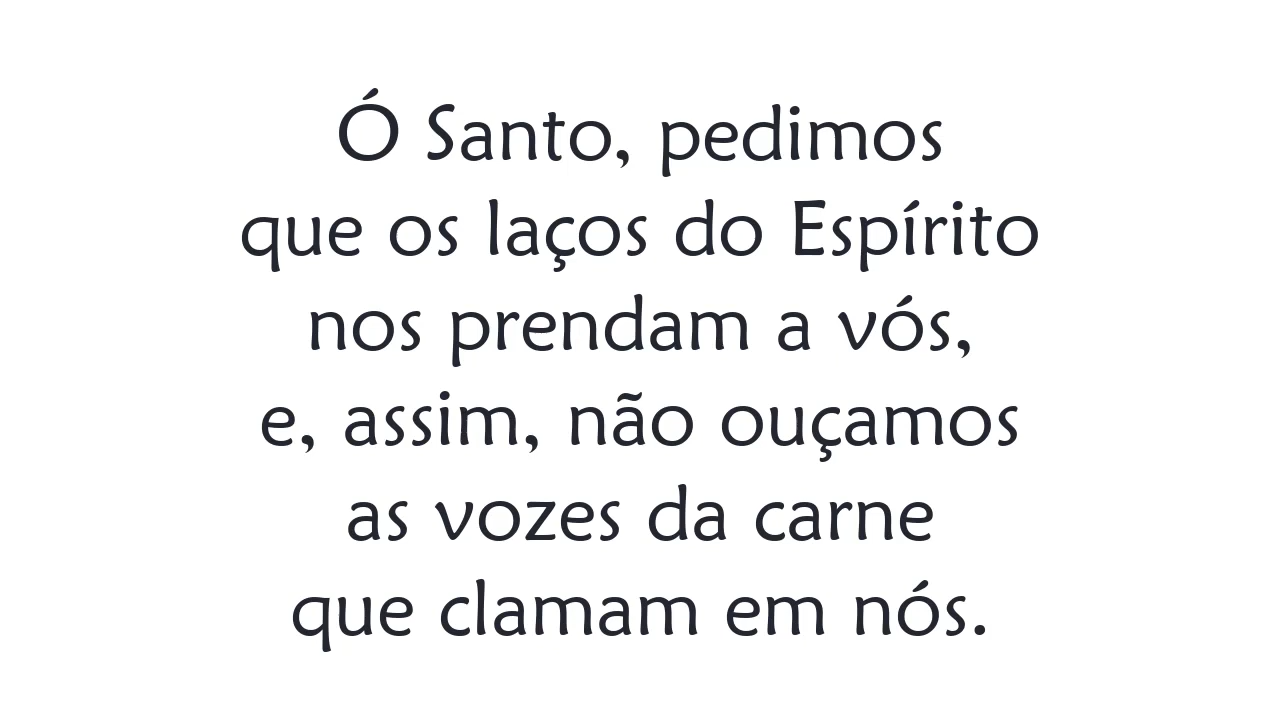 Ó Santo, pedimos
que os laços do Espírito
nos prendam a vós,
e, assim, não ouçamos
as vozes da carne
que clamam em nós.